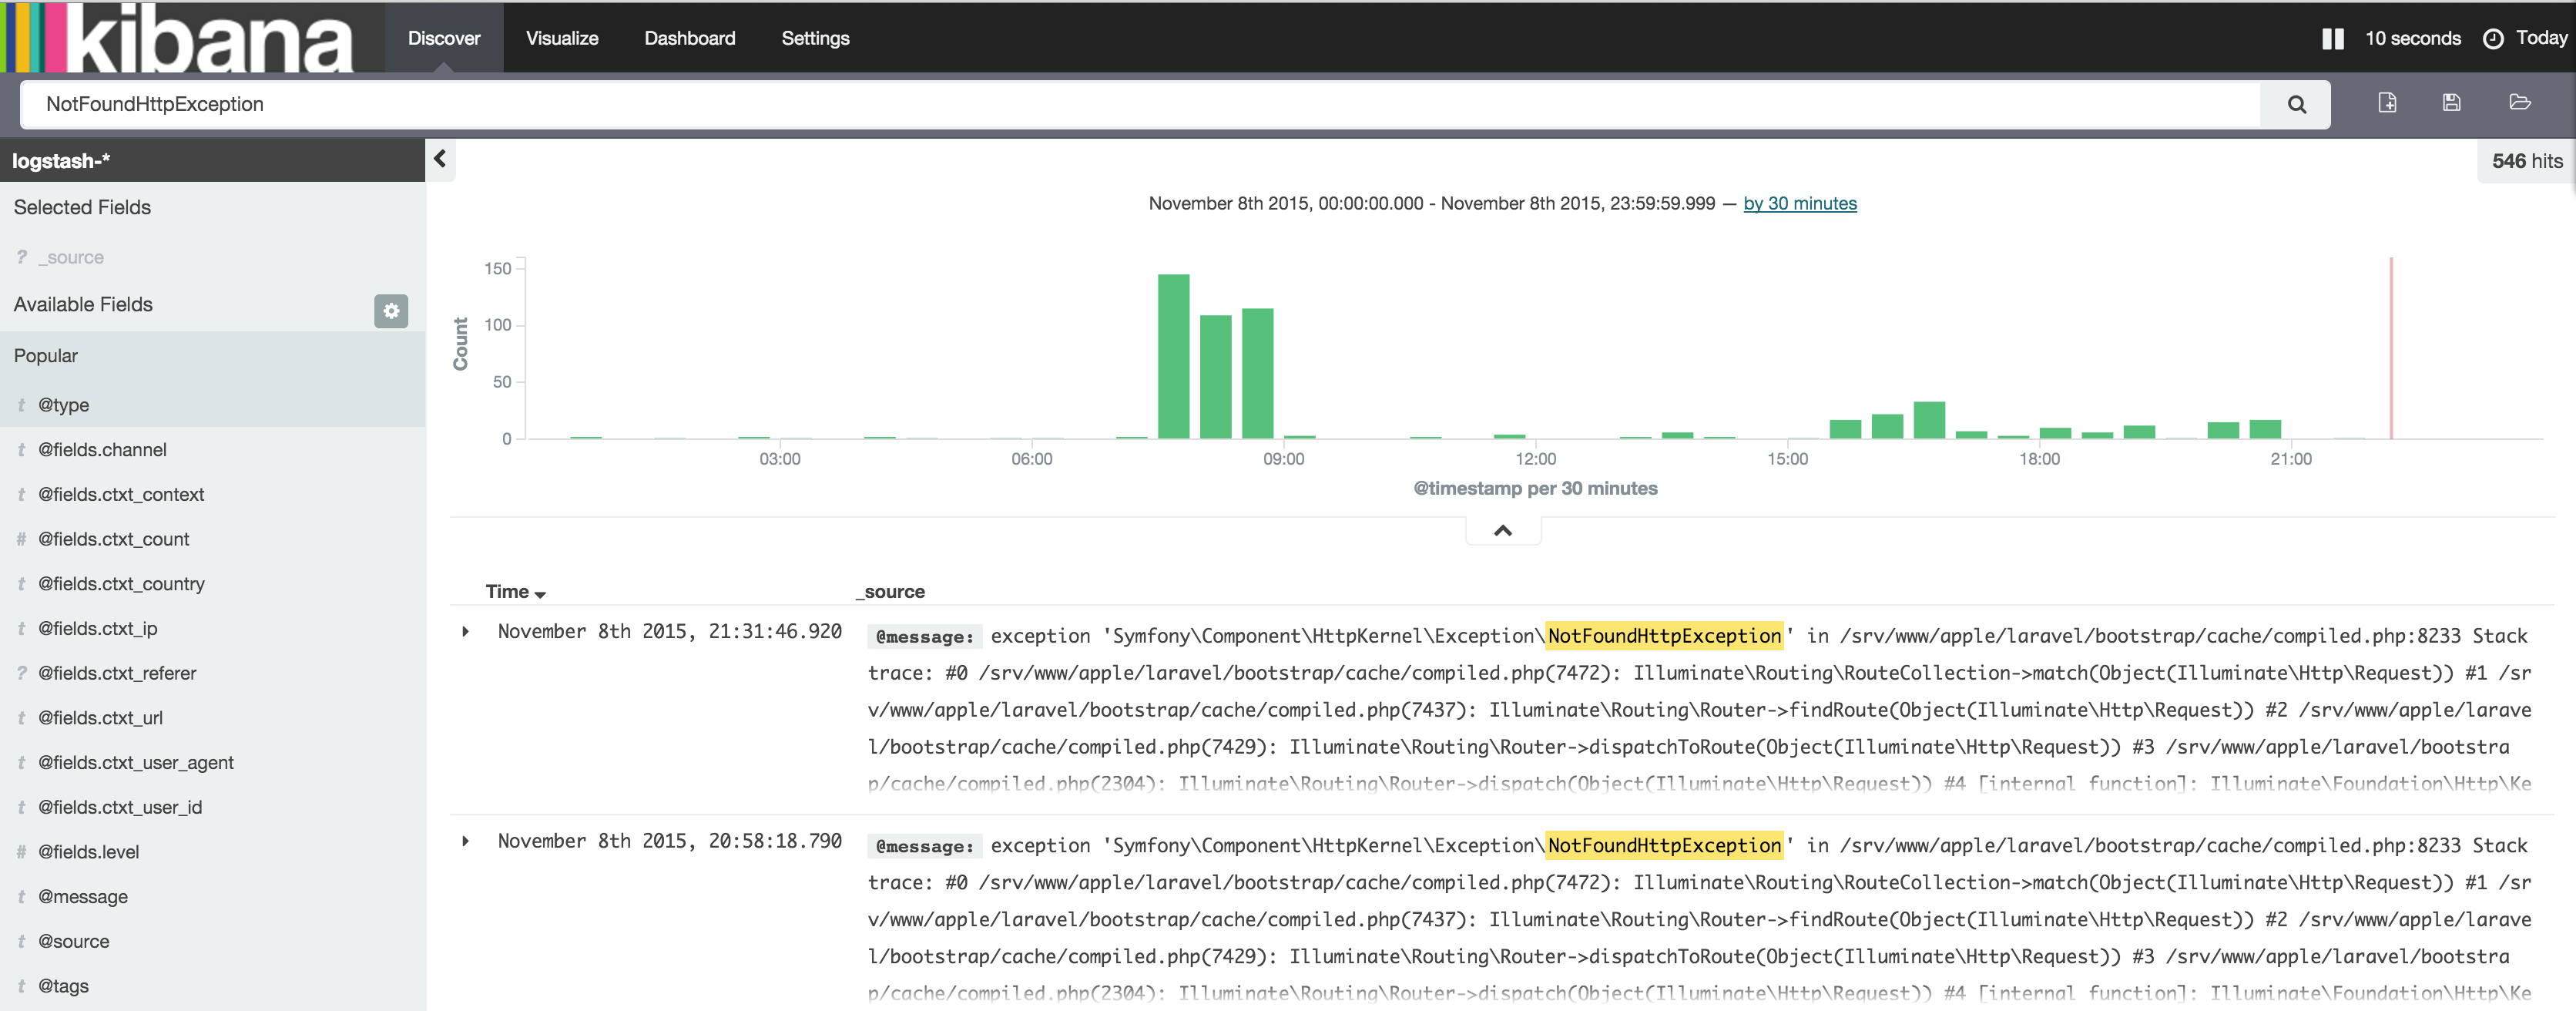 kibana
Discover Visualize Dashboard Settings 10 seconds Today
NotFoundHttpException
logstash-*
546 hits
Selected Fields
? _source
Available Fields
Popular
t @type
t @fields.channel
t @fields.ctxt_context
# @fields.ctxt_count
t @fields.ctxt_country
t @fields.ctxt_ip
? @fields.ctxt_referer
t @fields.ctxt_url
t @fields.ctxt_user_agent
t @fields.ctxt_user_id
# @fields.level
t @message
t @source
t @tags
November 8th 2015, 00:00:00.000 - November 8th 2015, 23:59:59.999 — by 30 minutes
Count
150
100
50
0
03:00 06:00 09:00 12:00 15:00 18:00 21:00
@timestamp per 30 minutes
Time _source
November 8th 2015, 21:31:46.920 @message: exception 'Symfony\Component\HttpKernel\Exception\NotFoundHttpException' in /srv/www/apple/laravel/bootstrap/cache/compiled.php:8233 Stack
trace: #0 /srv/www/apple/laravel/bootstrap/cache/compiled.php(7472): Illuminate\Routing\RouteCollection->match(Object(Illuminate\Http\Request)) #1 /sr
v/www/apple/laravel/bootstrap/cache/compiled.php(7437): Illuminate\Routing\Router->findRoute(Object(Illuminate\Http\Request)) #2 /srv/www/apple/larave
l/bootstrap/cache/compiled.php(7429): Illuminate\Routing\Router->dispatchToRoute(Object(Illuminate\Http\Request)) #3 /srv/www/apple/laravel/bootstra
p/cache/compiled.php(2304): Illuminate\Routing\Router->dispatch(Object(Illuminate\Http\Request)) #4 [internal function]: Illuminate\Foundation\Http\Ke
November 8th 2015, 20:58:18.790 @message: exception 'Symfony\Component\HttpKernel\Exception\NotFoundHttpException' in /srv/www/apple/laravel/bootstrap/cache/compiled.php:8233 Stack
trace: #0 /srv/www/apple/laravel/bootstrap/cache/compiled.php(7472): Illuminate\Routing\RouteCollection->match(Object(Illuminate\Http\Request)) #1 /sr
v/www/apple/laravel/bootstrap/cache/compiled.php(7437): Illuminate\Routing\Router->findRoute(Object(Illuminate\Http\Request)) #2 /srv/www/apple/larave
l/bootstrap/cache/compiled.php(7429): Illuminate\Routing\Router->dispatchToRoute(Object(Illuminate\Http\Request)) #3 /srv/www/apple/laravel/bootstra
p/cache/compiled.php(2304): Illuminate\Routing\Router->dispatch(Object(Illuminate\Http\Request)) #4 [internal function]: Illuminate\Foundation\Http\Ke